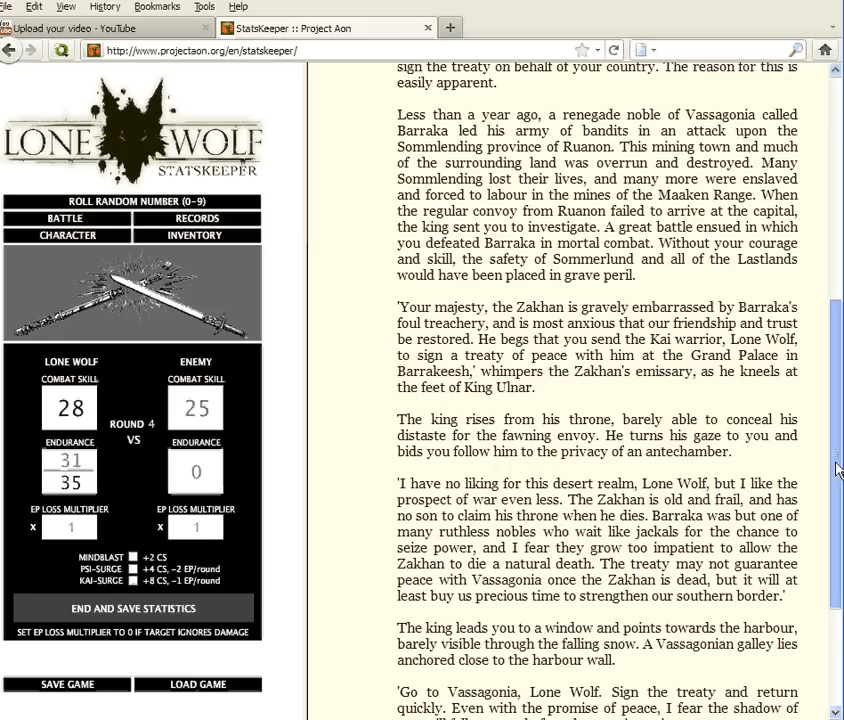 File Edit View History Bookmarks Tools Help
Upload your video - YouTube × StatsKeeper :: Project Aon ×
http://www.projectaon.org/en/statskeeper/
LONE WOLF
STATSKEEPER
ROLL RANDOM NUMBER (0-9)
BATTLE RECORDS
CHARACTER INVENTORY
LONE WOLF ENEMY
COMBAT SKILL COMBAT SKILL
28 25
ROUND 4
VS
ENDURANCE ENDURANCE
31
35
0
EP LOSS MULTIPLIER EP LOSS MULTIPLIER
x 1 x 1
MINDBLAST +2 CS
PSI-SURGE +4 CS, -2 EP/round
KAI-SURGE +8 CS, -1 EP/round
END AND SAVE STATISTICS
SET EP LOSS MULTIPLIER TO 0 IF TARGET IGNORES DAMAGE
SAVE GAME LOAD GAME
sign the treaty on behalf of your country. The reason for this is
easily apparent.
Less than a year ago, a renegade noble of Vassagonia called
Barraka led his army of bandits in an attack upon the
Sommlending province of Ruanon. This mining town and much
of the surrounding land was overrun and destroyed. Many
Sommlending lost their lives, and many more were enslaved
and forced to labour in the mines of the Maaken Range. When
the regular convoy from Ruanon failed to arrive at the capital,
the king sent you to investigate. A great battle ensued in which
you defeated Barraka in mortal combat. Without your courage
and skill, the safety of Sommerlund and all of the Lastlands
would have been placed in grave peril.
'Your majesty, the Zakhan is gravely embarrassed by Barraka's
foul treachery, and is most anxious that our friendship and trust
be restored. He begs that you send the Kai warrior, Lone Wolf,
to sign a treaty of peace with him at the Grand Palace in
Barrakeesh,' whimpers the Zakhan's emissary, as he kneels at
the feet of King Ulnar.
The king rises from his throne, barely able to conceal his
distaste for the fawning envoy. He turns his gaze to you and
bids you follow him to the privacy of an antechamber.
'I have no liking for this desert realm, Lone Wolf, but I like the
prospect of war even less. The Zakhan is old and frail, and has
no son to claim his throne when he dies. Barraka was but one of
many ruthless nobles who wait like jackals for the chance to
seize power, and I fear they grow too impatient to allow the
Zakhan to die a natural death. The treaty may not guarantee
peace with Vassagonia once the Zakhan is dead, but it will at
least buy us precious time to strengthen our southern border.'
The king leads you to a window and points towards the harbour,
barely visible through the falling snow. A Vassagonian galley lies
anchored close to the harbour wall.
'Go to Vassagonia, Lone Wolf. Sign the treaty and return
quickly. Even with the promise of peace, I fear the shadow of